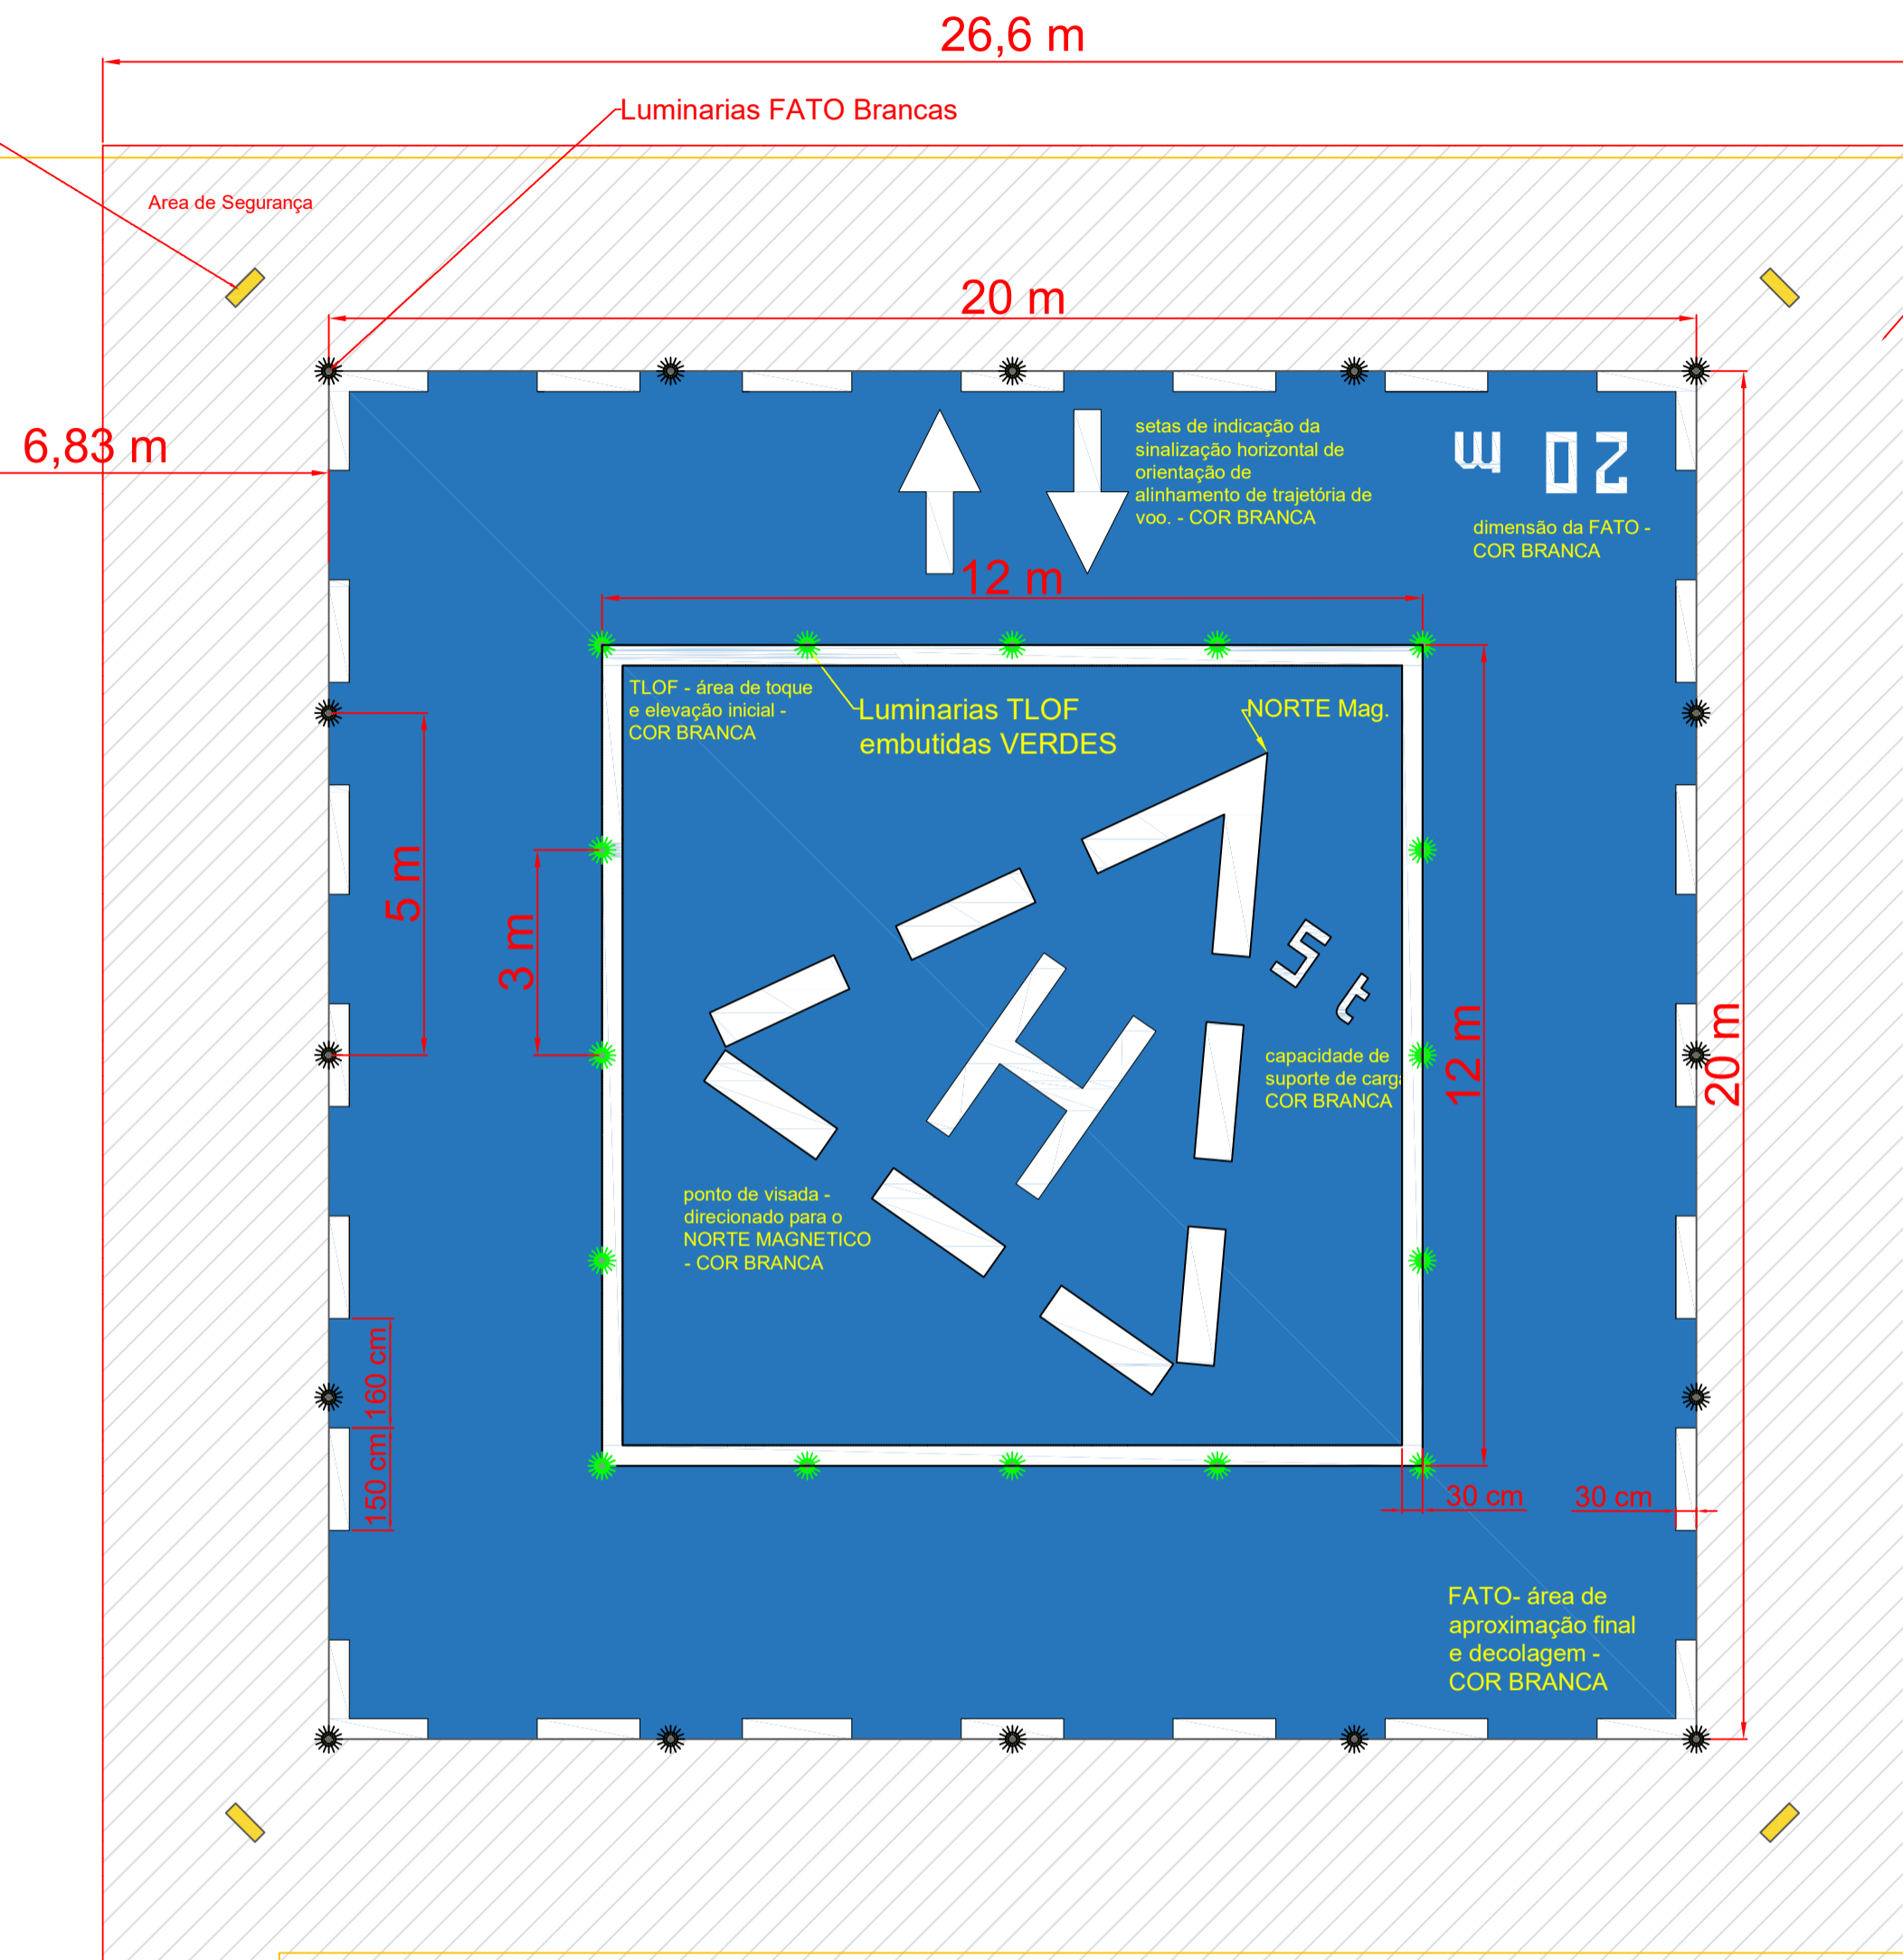 26,6 m
Luminarias FATO Brancas
Area de Segurança
20 m
6,83 m
setas de indicação da
sinalização horizontal de
orientação de
alinhamento de trajetória de
voo. - COR BRANCA
20 m
dimensão da FATO -
COR BRANCA
12 m
TLOF - área de toque
e elevação inicial -
COR BRANCA
Luminarias TLOF
embutidas VERDES
NORTE Mag.
5 m
3 m
5 t
H
12 m
20 m
capacidade de
suporte de carga
COR BRANCA
ponto de visada -
direcionado para o
NORTE MAGNETICO
- COR BRANCA
160 cm
150 cm
30 cm
30 cm
FATO- área de
aproximação final
e decolagem -
COR BRANCA